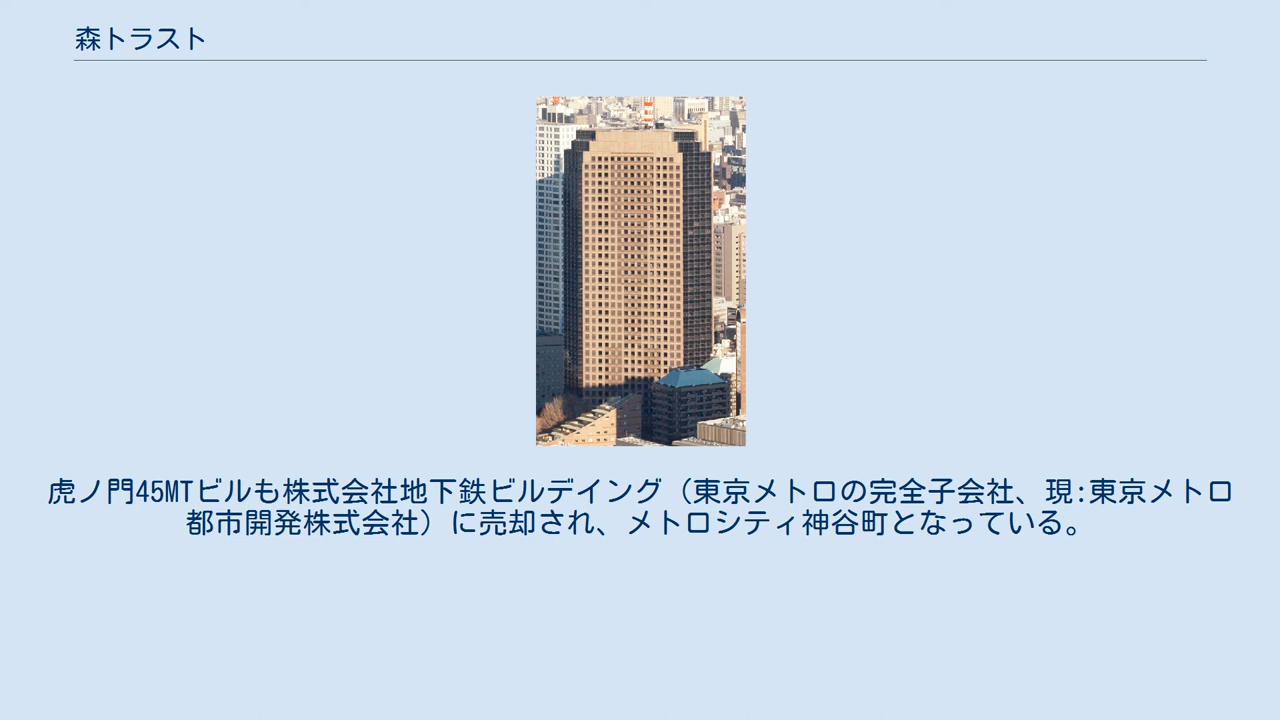 森トラスト
虎ノ門45MTビルも株式会社地下鉄ビルデイング（東京メトロの完全子会社、現:東京メトロ
都市開発株式会社）に売却され、メトロシティ神谷町となっている。